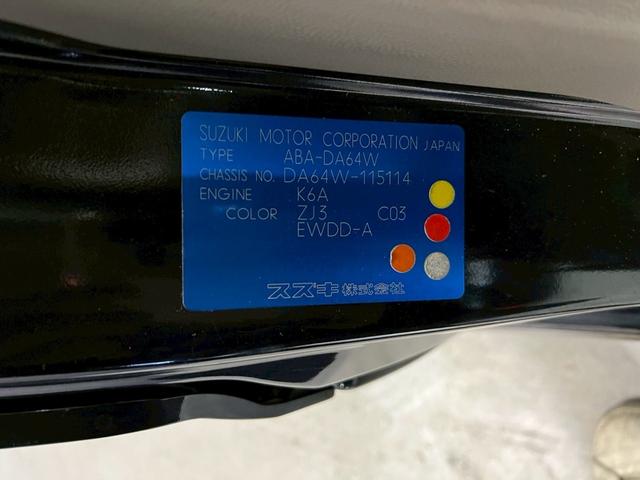 SUZUKI MOTOR CORPORATION JAPAN
TYPE ABA-DA64W
CHASSIS NO. DA64W-115114
ENGINE K6A
COLOR ZJ3 C03
EWDD-A
スズキ株式会社